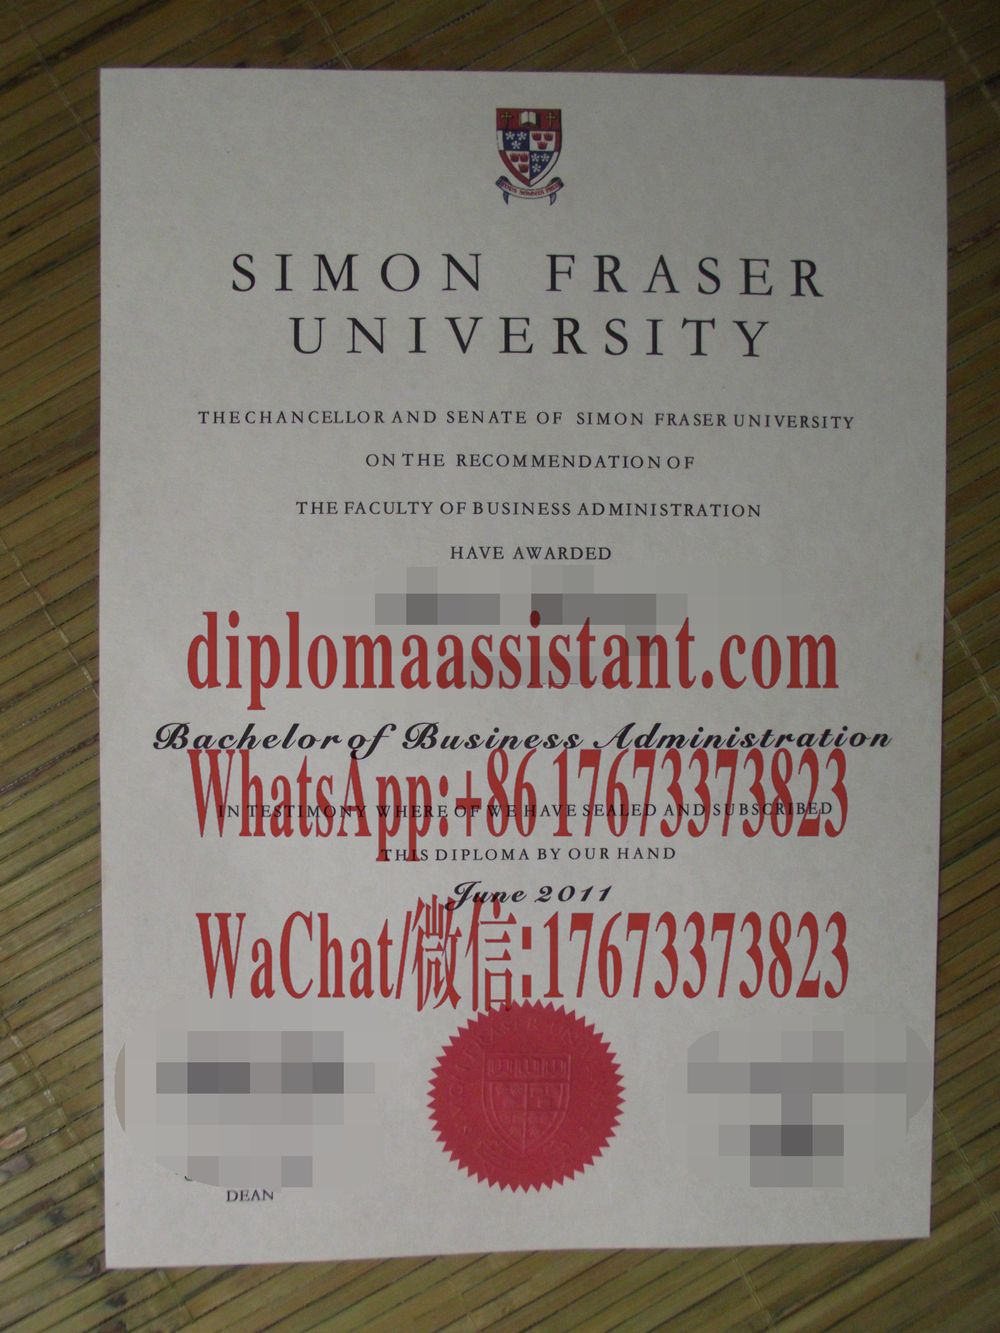 SIMON FRASER
UNIVERSITY
THE CHANCELLOR AND SENATE OF SIMON FRASER UNIVERSITY
ON THE RECOMMENDATION OF
THE FACULTY OF BUSINESS ADMINISTRATION
HAVE AWARDED
diplomaassistant.com
Bachelor of Business Administration
WhatsApp:+86 17673373823
IN TESTIMONY WHERE OF WE HAVE SEALED AND SUBSCRIBED
THIS DIPLOMA BY OUR HAND
June 2011
WaChat/微信:17673373823
DEAN